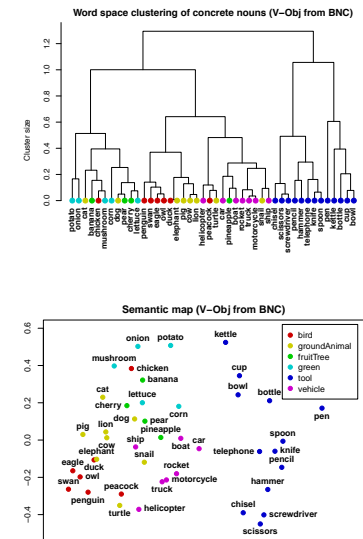 Word space clustering of concrete nouns (V-Obj from BNC)
Cluster size
1.2
1.0
0.8
0.6
0.4
0.2
0.0
potato
onion
cat
banana
chicken
mushroom
corn
dog
pear
cherry
lettuce
penguin
swan
eagle
owl
duck
elephant
pig
cow
lion
helicopter
peacock
turtle
car
pineapple
boat
rocket
truck
motorcycle
snail
ship
chisel
scissors
screwdriver
pencil
hammer
telephone
knife
spoon
pen
kettle
bottle
cup
bowl
Semantic map (V-Obj from BNC)
0.6
0.4
0.2
0.0
−0.2
−0.4
bird
groundAnimal
fruitTree
green
tool
vehicle
onion
potato
kettle
mushroom
chicken
banana
cup
bowl
bottle
cat
lettuce
cherry
corn
pen
dog
pear
pig
lion
pineapple
cow
ship
boat
car
spoon
telephone
knife
elephant
snail
pencil
eagle
duck
rocket
owl
motorcycle
swan
truck
hammer
penguin
peacock
turtle
helicopter
chisel
screwdriver
scissors